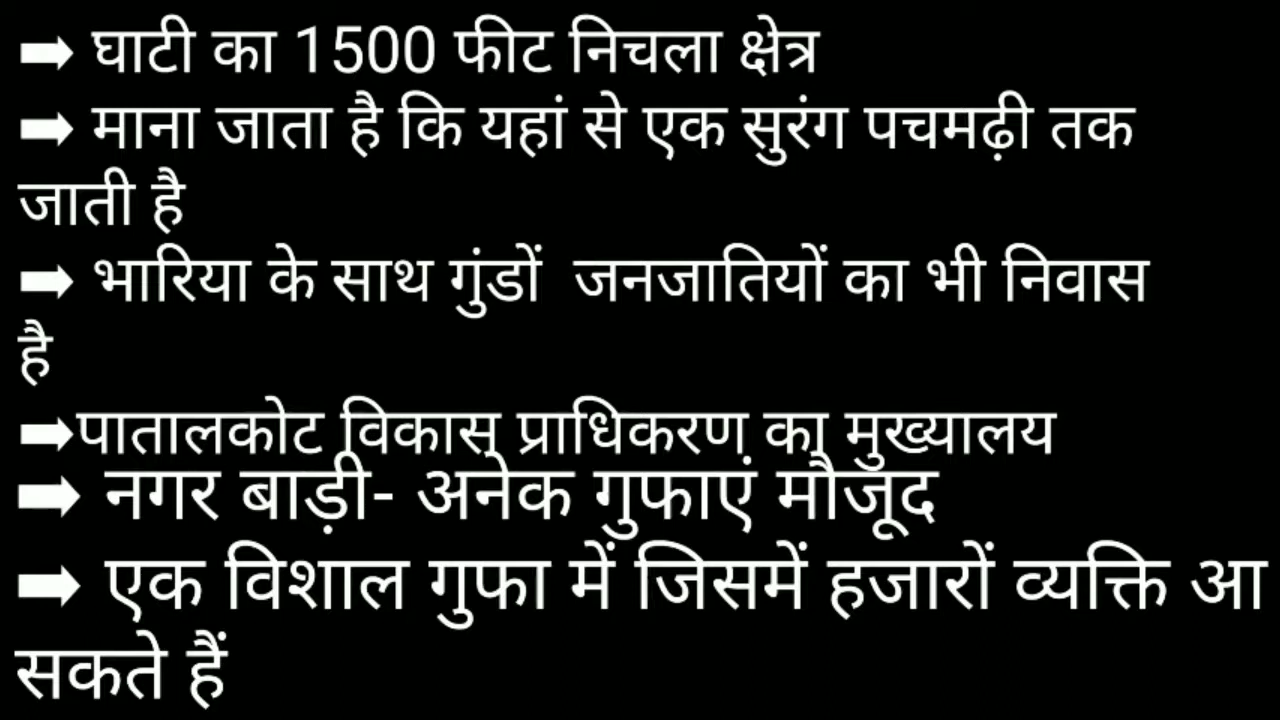 ➡ घाटी का 1500 फीट निचला क्षेत्र
➡ माना जाता है कि यहां से एक सुरंग पचमढ़ी तक
जाती है
➡ भारिया के साथ गुंडों जनजातियों का भी निवास
है
➡पातालकोट विकास प्राधिकरण का मुख्यालय
➡ नगर बाड़ी- अनेक गुफाएं मौजूद
➡ एक विशाल गुफा में जिसमें हजारों व्यक्ति आ
सकते हैं